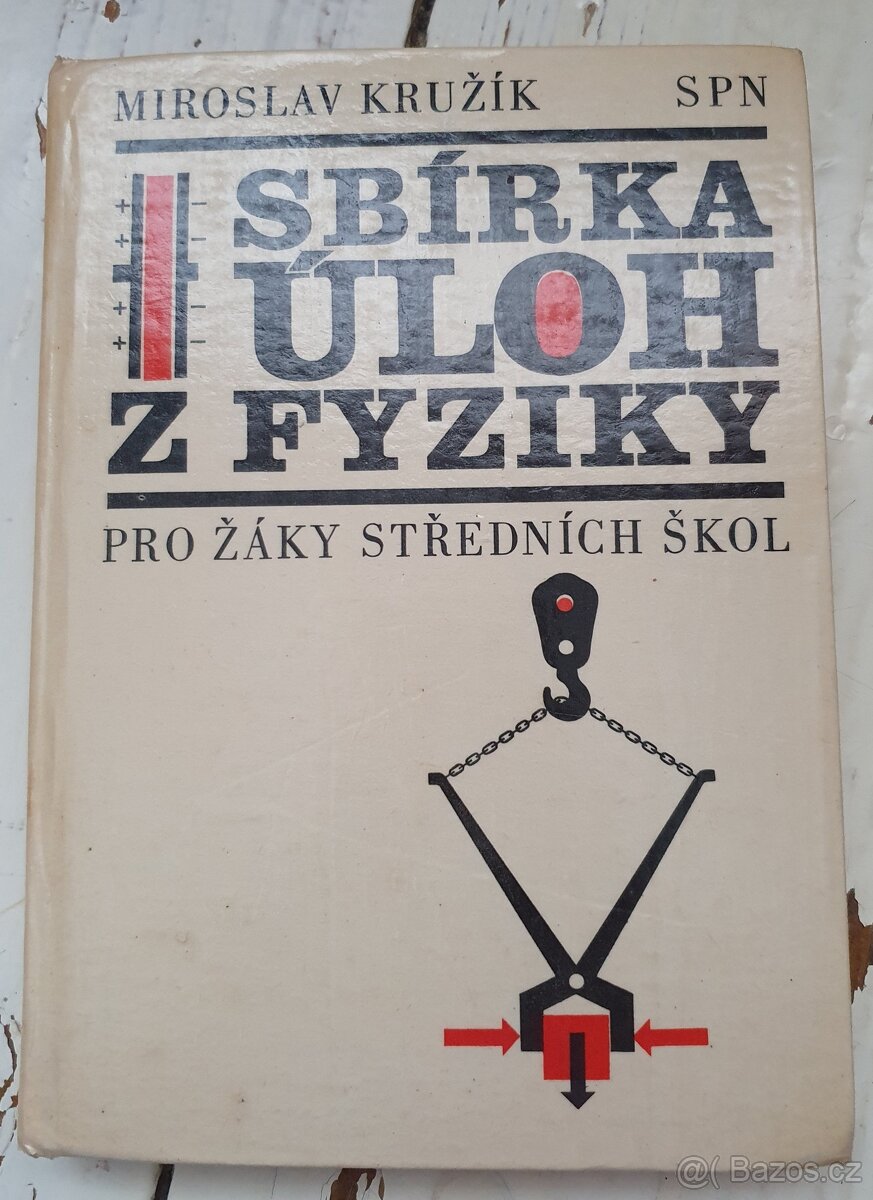 MIROSLAV KRUŽÍK SPN
SBÍRKA
ÚLOH
Z FYZIKY
PRO ŽÁKY STŘEDNÍCH ŠKOL
+ −
+ −
+ −
+ −
@( Bazos.cz